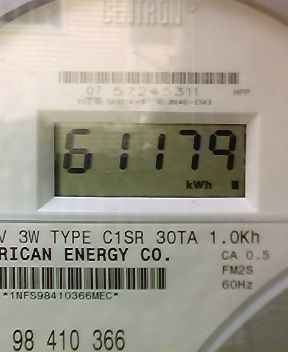 CENTRON®
07 57245311
61179
kWh
V 3W TYPE C1SR 30TA 1.0Kh
RICAN ENERGY CO. CA 0.5
FM2S
*1NFS98410366MEC* 60Hz
98 410 366